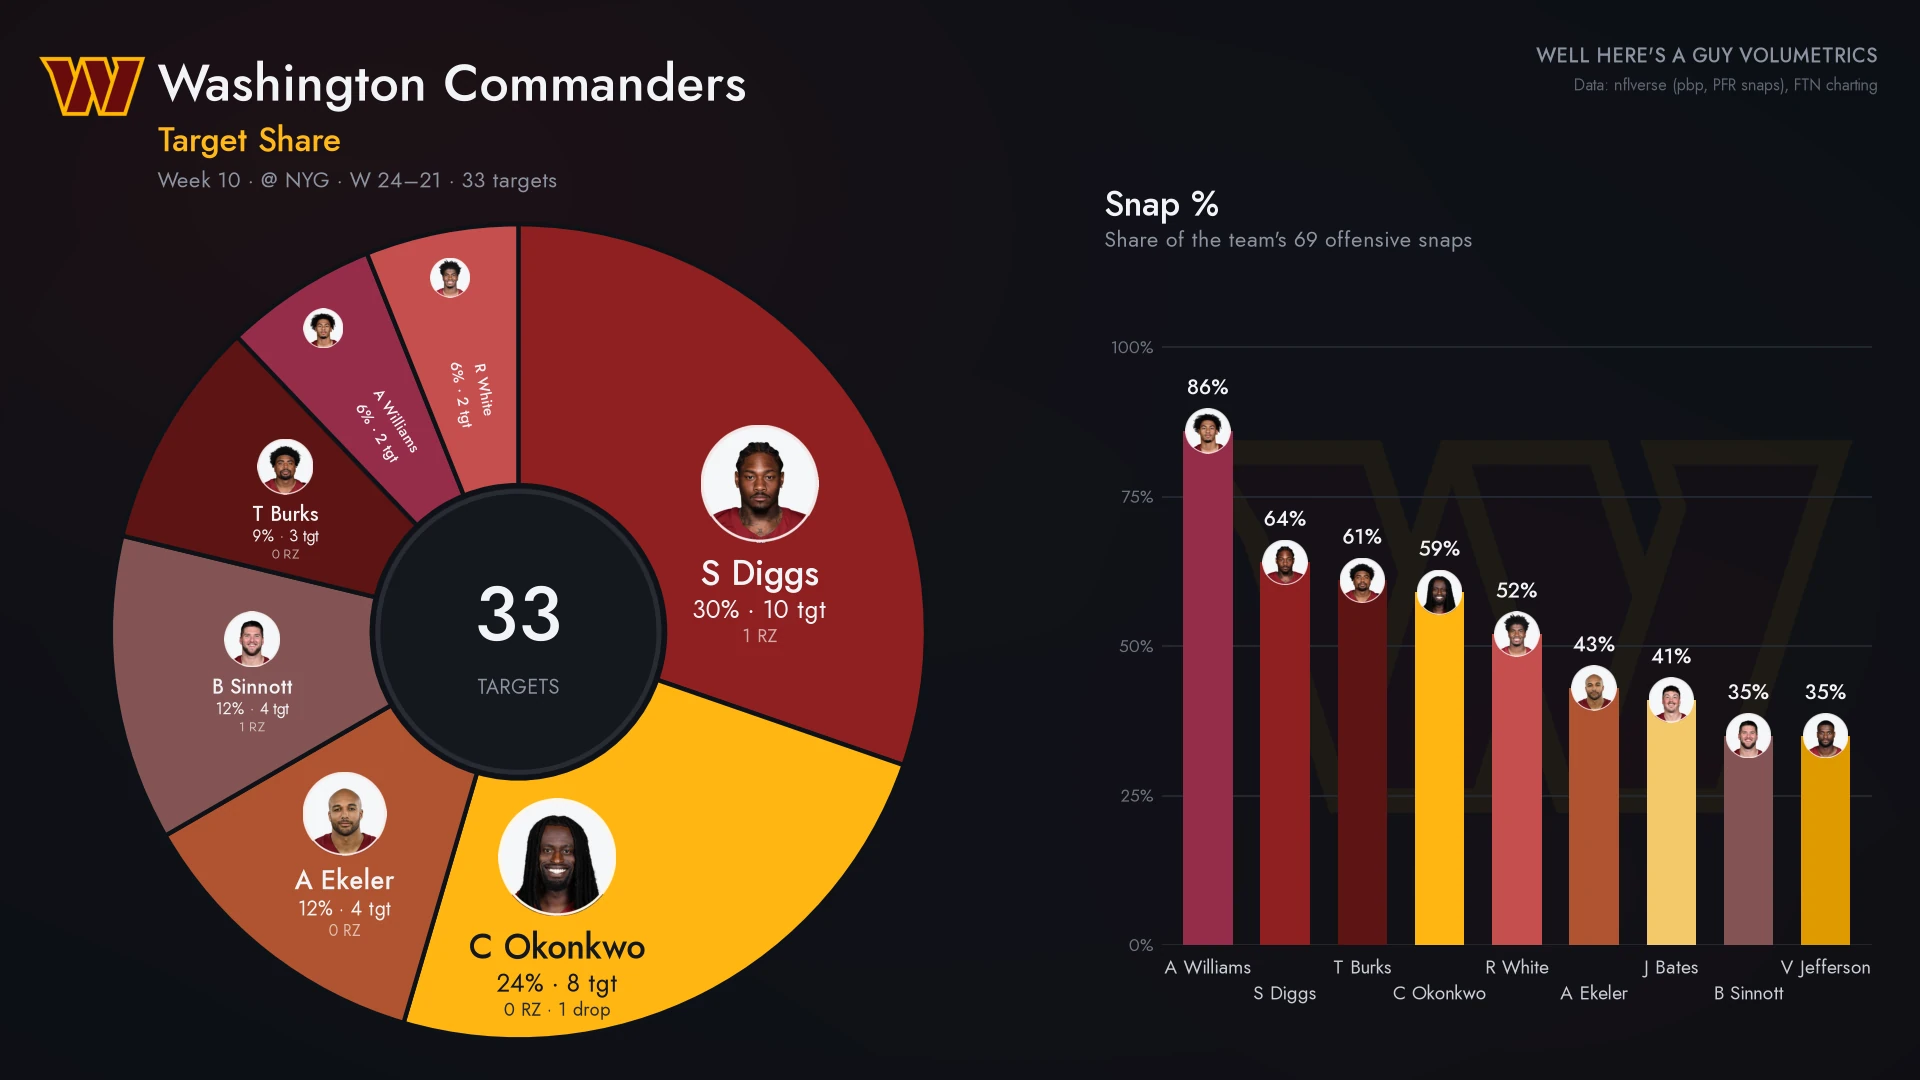 Washington Commanders
Target Share
Week 10 · @ NYG · W 24–21 · 33 targets
WELL HERE'S A GUY VOLUMETRICS
Data: nflverse (pbp, PFR snaps), FTN charting
S Diggs
30% · 10 tgt
1 RZ
C Okonkwo
24% · 8 tgt
0 RZ · 1 drop
A Ekeler
12% · 4 tgt
0 RZ
B Sinnott
12% · 4 tgt
1 RZ
T Burks
9% · 3 tgt
0 RZ
A Williams
6% · 2 tgt
R White
6% · 2 tgt
33
TARGETS
Snap %
Share of the team's 69 offensive snaps
100%
75%
50%
25%
0%
86%
64%
61%
59%
52%
43%
41%
35%
35%
A Williams
S Diggs
T Burks
C Okonkwo
R White
A Ekeler
J Bates
B Sinnott
V Jefferson